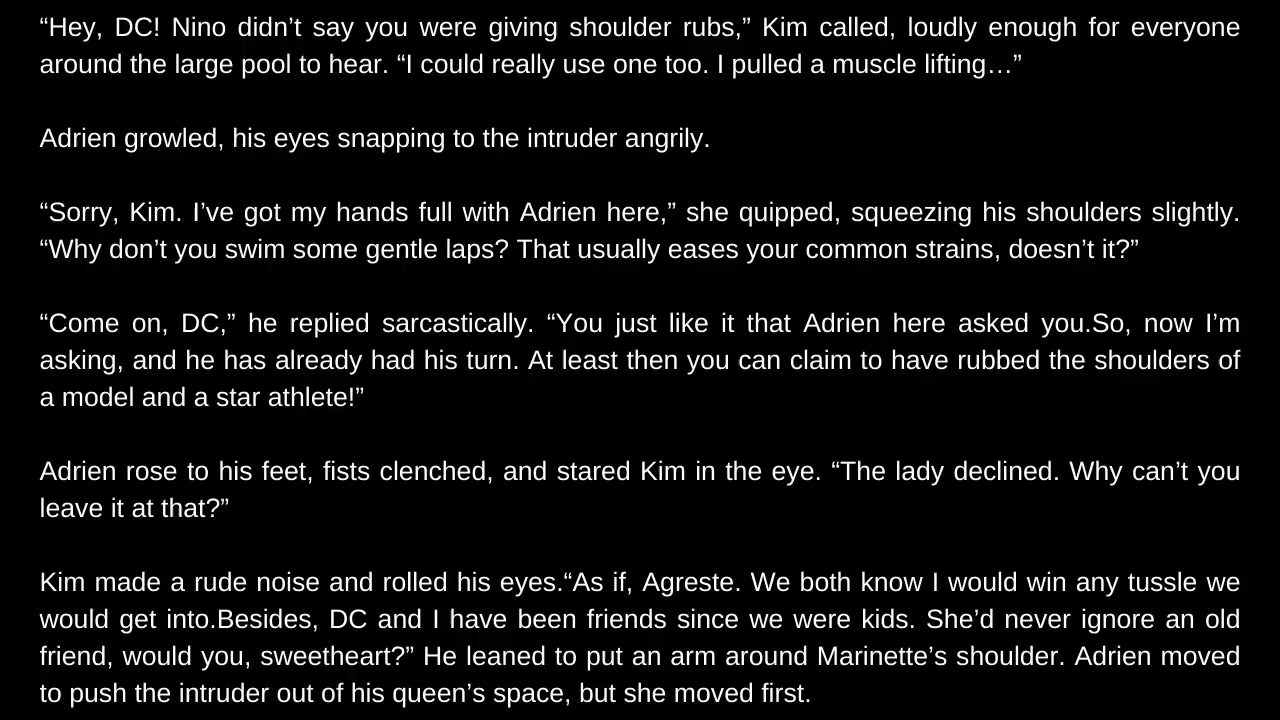 “Hey, DC! Nino didn’t say you were giving shoulder rubs,” Kim called, loudly enough for everyone
around the large pool to hear. “I could really use one too. I pulled a muscle lifting…”
Adrien growled, his eyes snapping to the intruder angrily.
“Sorry, Kim. I’ve got my hands full with Adrien here,” she quipped, squeezing his shoulders slightly.
“Why don’t you swim some gentle laps? That usually eases your common strains, doesn’t it?”
“Come on, DC,” he replied sarcastically. “You just like it that Adrien here asked you.So, now I’m
asking, and he has already had his turn. At least then you can claim to have rubbed the shoulders of
a model and a star athlete!”
Adrien rose to his feet, fists clenched, and stared Kim in the eye. “The lady declined. Why can’t you
leave it at that?”
Kim made a rude noise and rolled his eyes.“As if, Agreste. We both know I would win any tussle we
would get into.Besides, DC and I have been friends since we were kids. She’d never ignore an old
friend, would you, sweetheart?” He leaned to put an arm around Marinette’s shoulder. Adrien moved
to push the intruder out of his queen’s space, but she moved first.